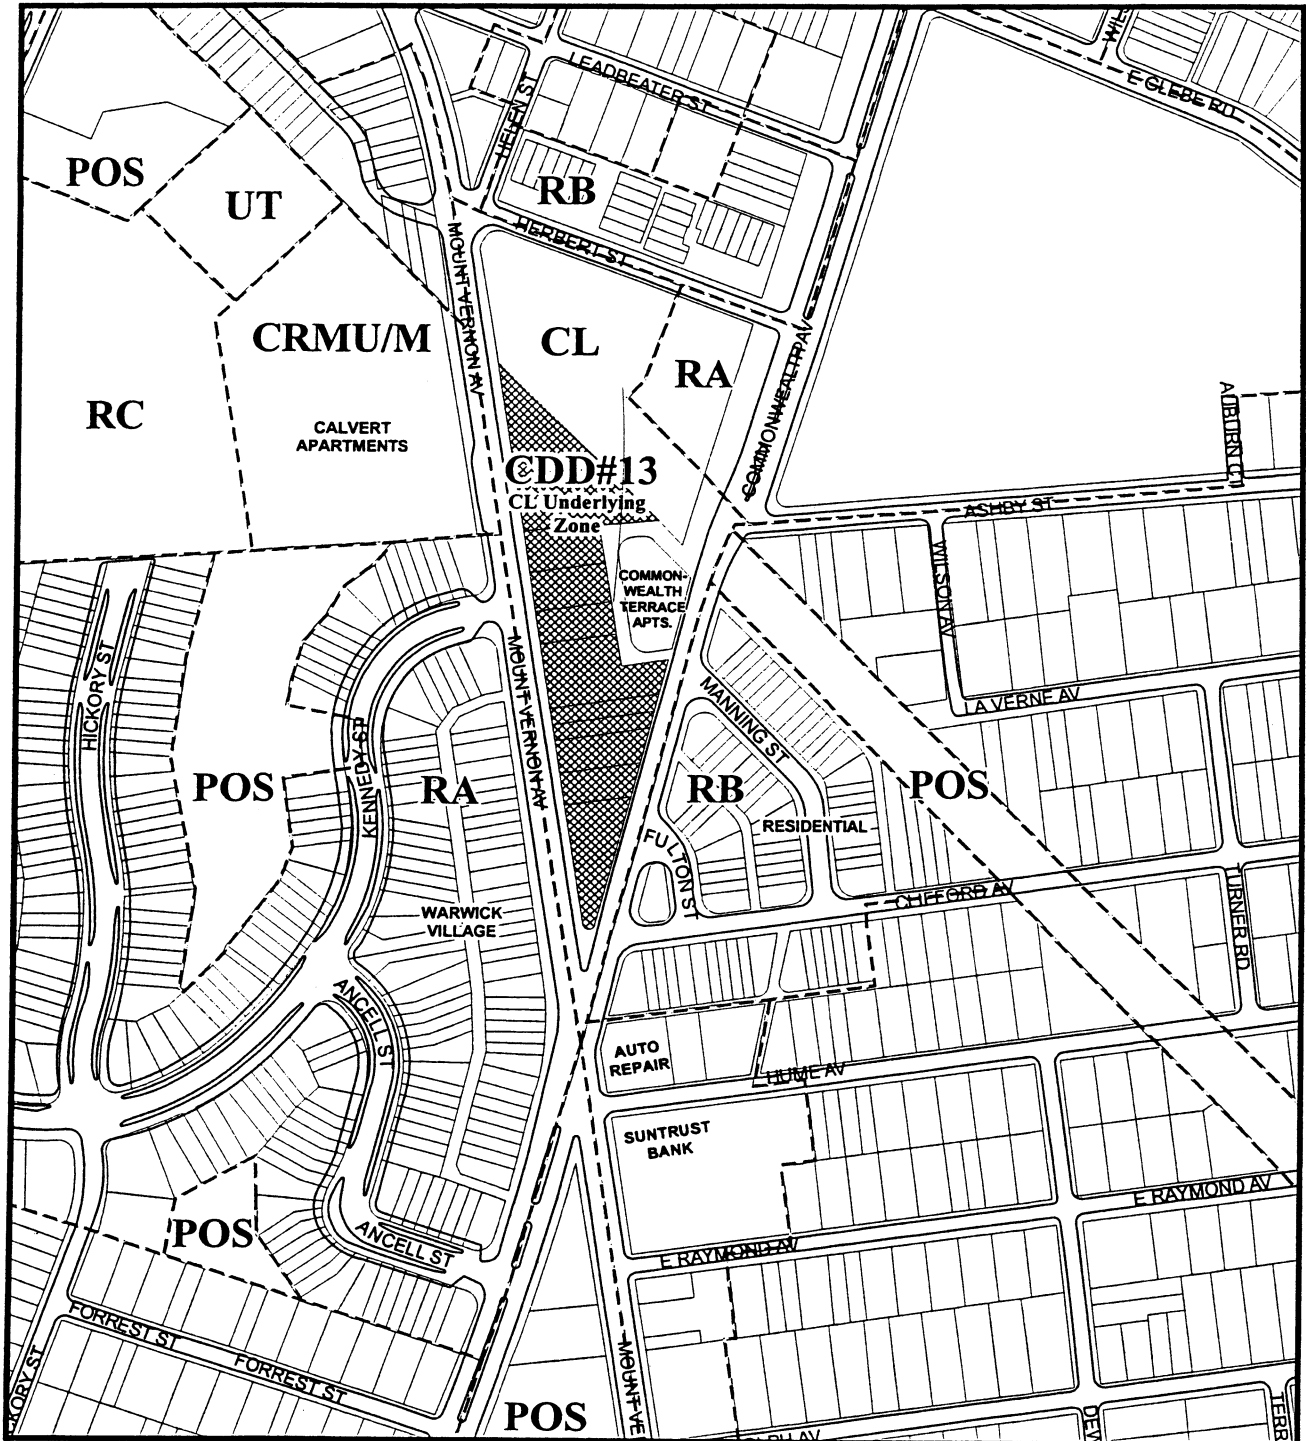 LEADBEATER ST
HELEN ST
E GLEBE RD
POS
UT
RB
HERBERT ST
MOUNT VERNON AV
CRMU/M
CL
RA
COMMONWEALTH AV
RC
CALVERT
APARTMENTS
AUBURN CT
CDD#13
CL Underlying
Zone
ASHBY ST
WILSON AV
COMMON-
WEALTH
TERRACE
APTS.
HICKORY ST
KENNEDY ST
MOUNT VERNON AV
MANNING ST
LA VERNE AV
POS
RA
RB
POS
RESIDENTIAL
FULTON ST
CLIFFORD AV
TURNER RD
WARWICK
VILLAGE
ANCELL ST
AUTO
REPAIR
HUME AV
SUNTRUST
BANK
E RAYMOND AV
POS
ANCELL ST
E RAYMOND AV
FORREST ST
FORREST ST
POS